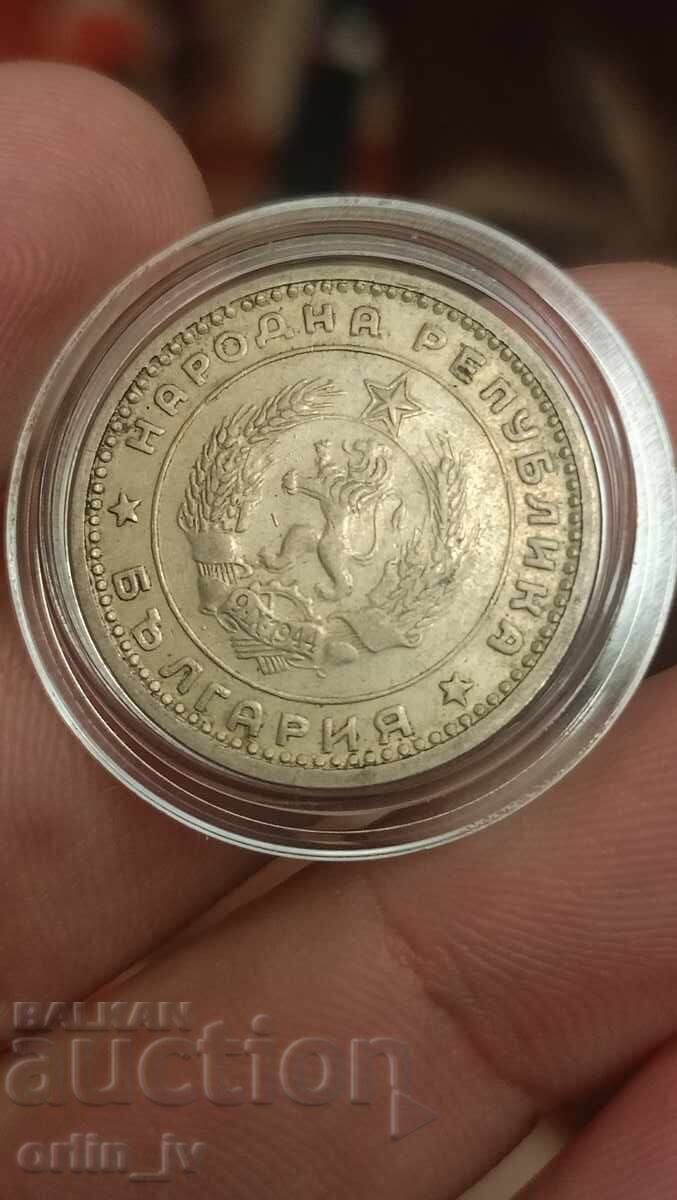 НАРОДНА РЕПУБЛИКА
БЪЛГАРИЯ
9·IX·1944
BALKAN
auction
orlin_jv